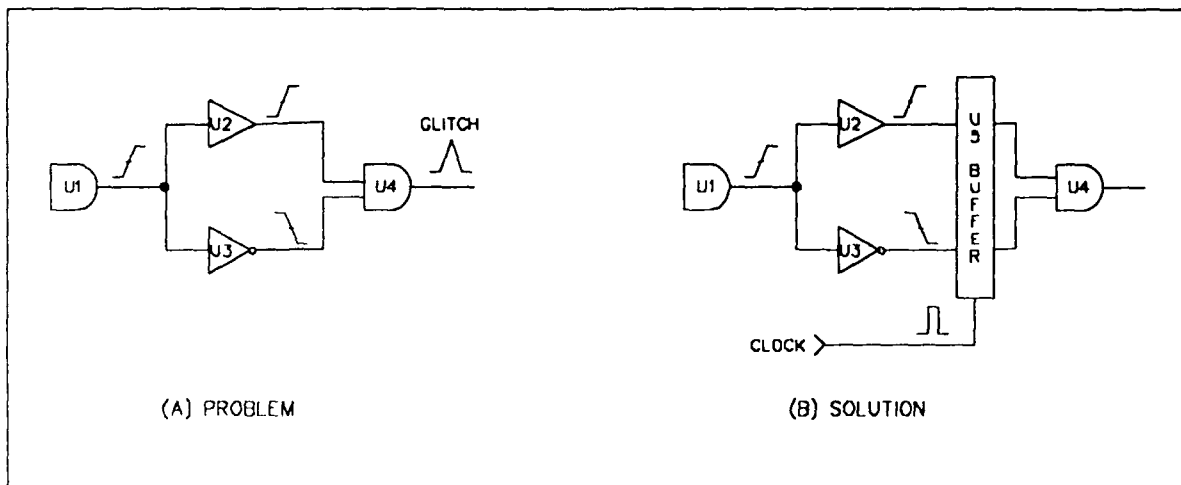 U1
U2
U3
U4
GLITCH
(A) PROBLEM
U1
U2
U3
U5 BUFFER
U4
CLOCK
(B) SOLUTION